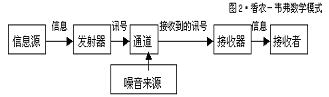 图2·香农-韦弗数学模式
信息 讯号 接收到的讯号 信息
信息源 发射器 通道 接收器 接收者
噪音来源